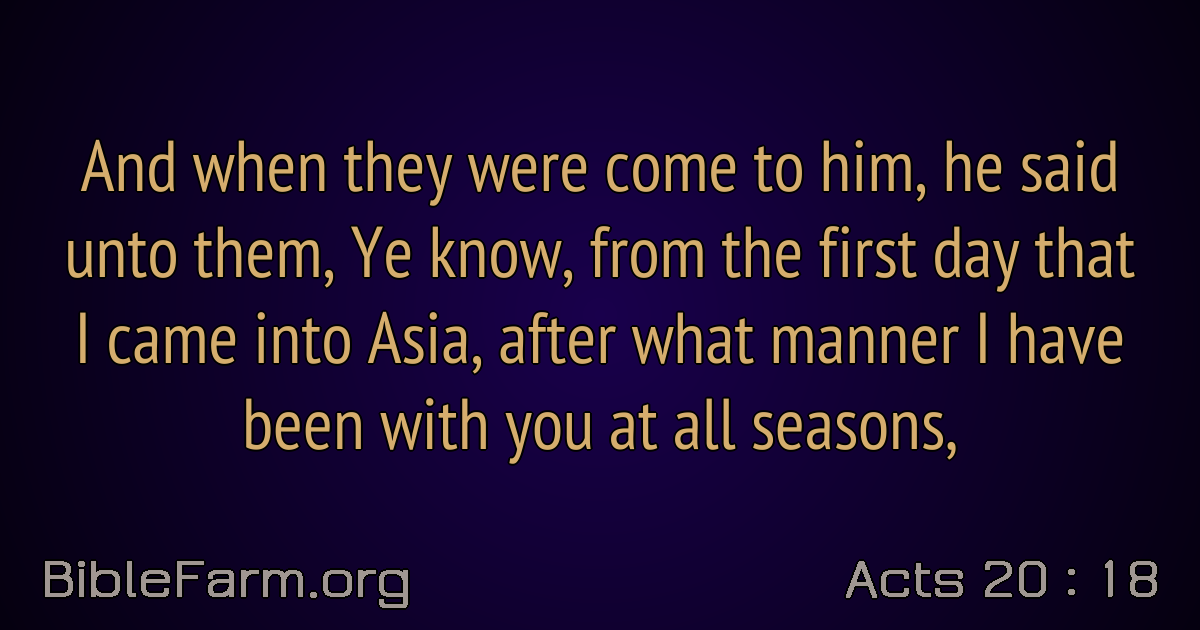 And when they were come to him, he said
unto them, Ye know, from the first day that
I came into Asia, after what manner I have
been with you at all seasons,
BibleFarm.org
Acts 20 : 18